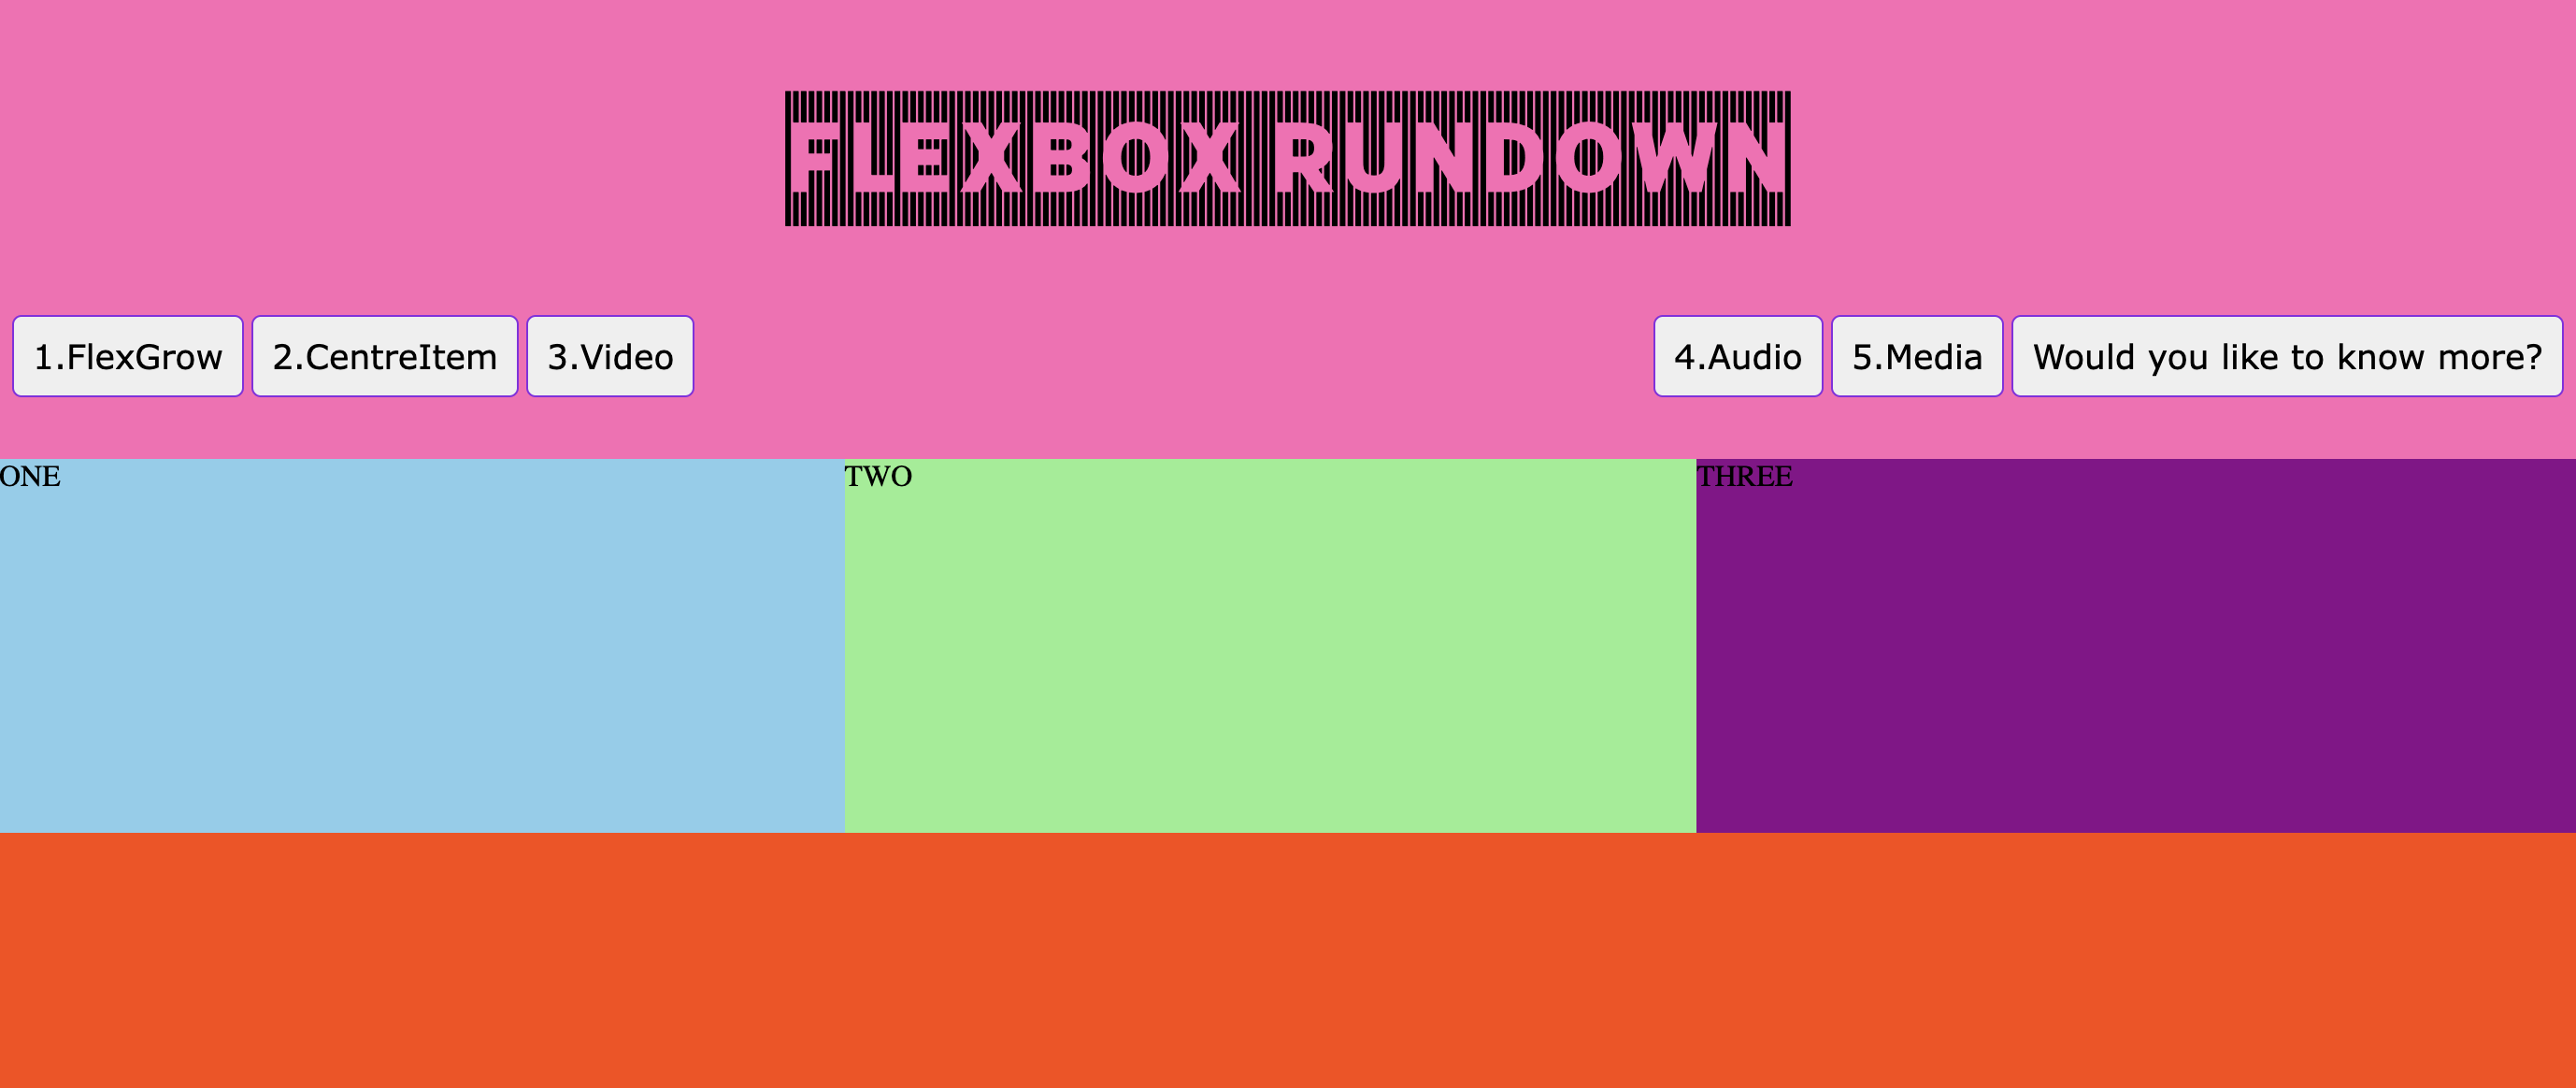 FLEXBOX RUNDOWN
1.FlexGrow 2.CentreItem 3.Video 4.Audio 5.Media Would you like to know more?
ONE TWO THREE